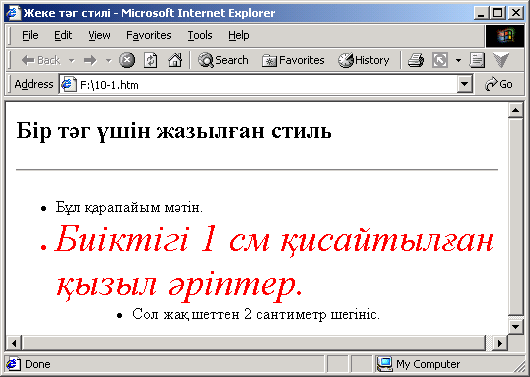 Жеке тәг стилі - Microsoft Internet Explorer
File Edit View Favorites Tools Help
Back Search Favorites History
Address F:\10-1.htm Go
Бір тәг үшін жазылған стиль
Бұл қарапайым мәтін.
Биіктігі 1 см қисайтылған
қызыл әріптер.
Сол жақ шеттен 2 сантиметр шегініс.
Done My Computer